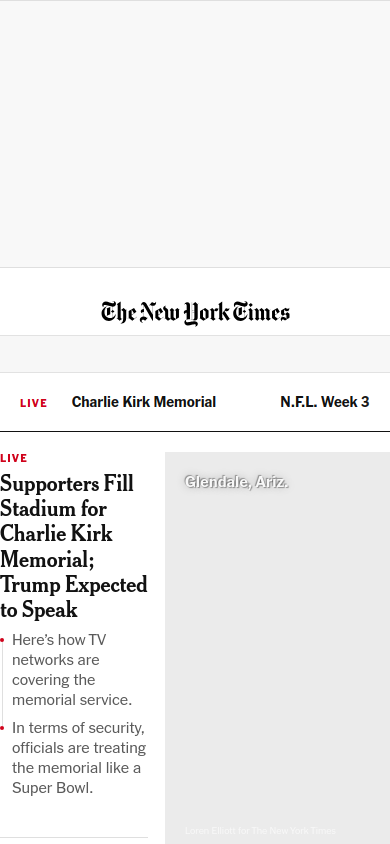 The New York Times
LIVE
Charlie Kirk Memorial
N.F.L. Week 3
LIVE
Supporters Fill
Stadium for
Charlie Kirk
Memorial;
Trump Expected
to Speak
Here's how TV
networks are
covering the
memorial service.
In terms of security,
officials are treating
the memorial like a
Super Bowl.
Glendale, Ariz.
Loren Elliott for The New York Times